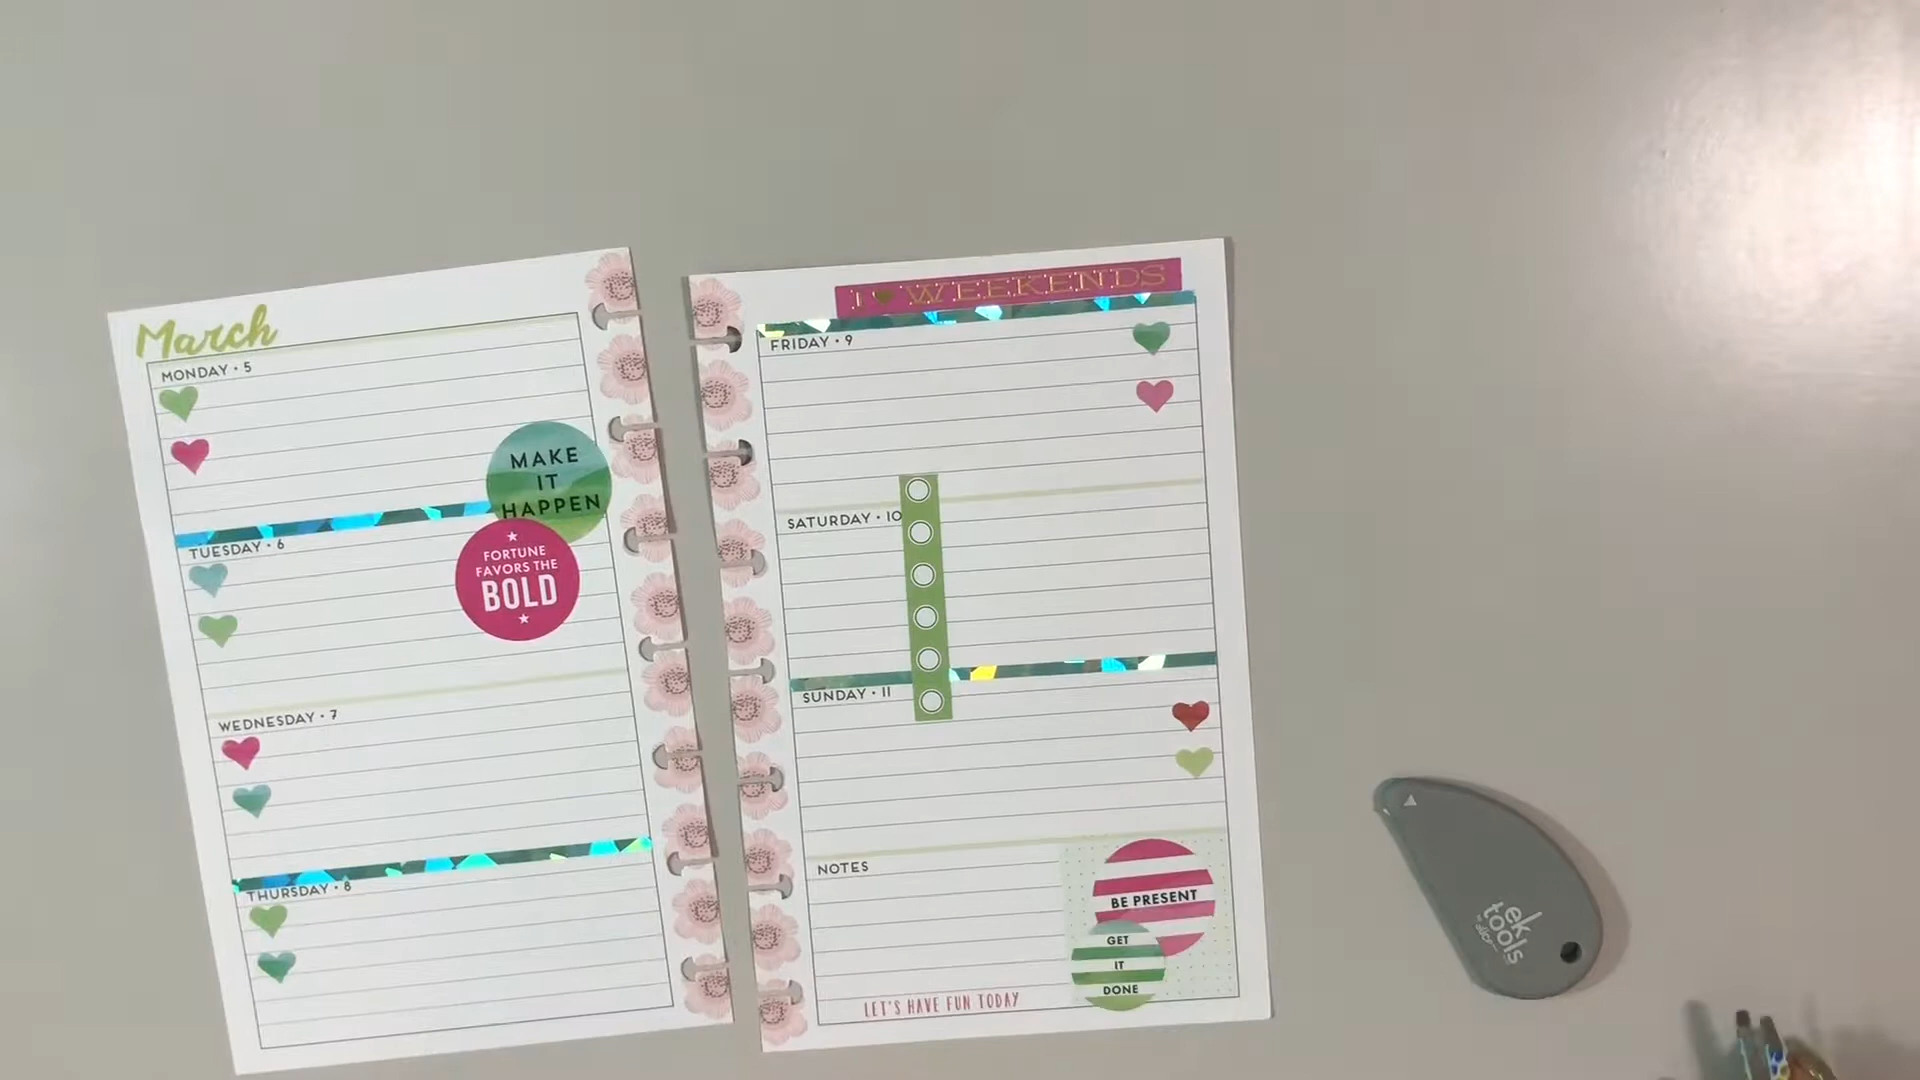 March
MONDAY • 5
MAKE
IT
HAPPEN
TUESDAY • 6
★
FORTUNE
FAVORS THE
BOLD
★
WEDNESDAY • 7
THURSDAY • 8
I ♥ WEEKENDS
FRIDAY • 9
SATURDAY • 10
SUNDAY • 11
NOTES
BE PRESENT
GET
IT
DONE
LET'S HAVE FUN TODAY
ek
tools